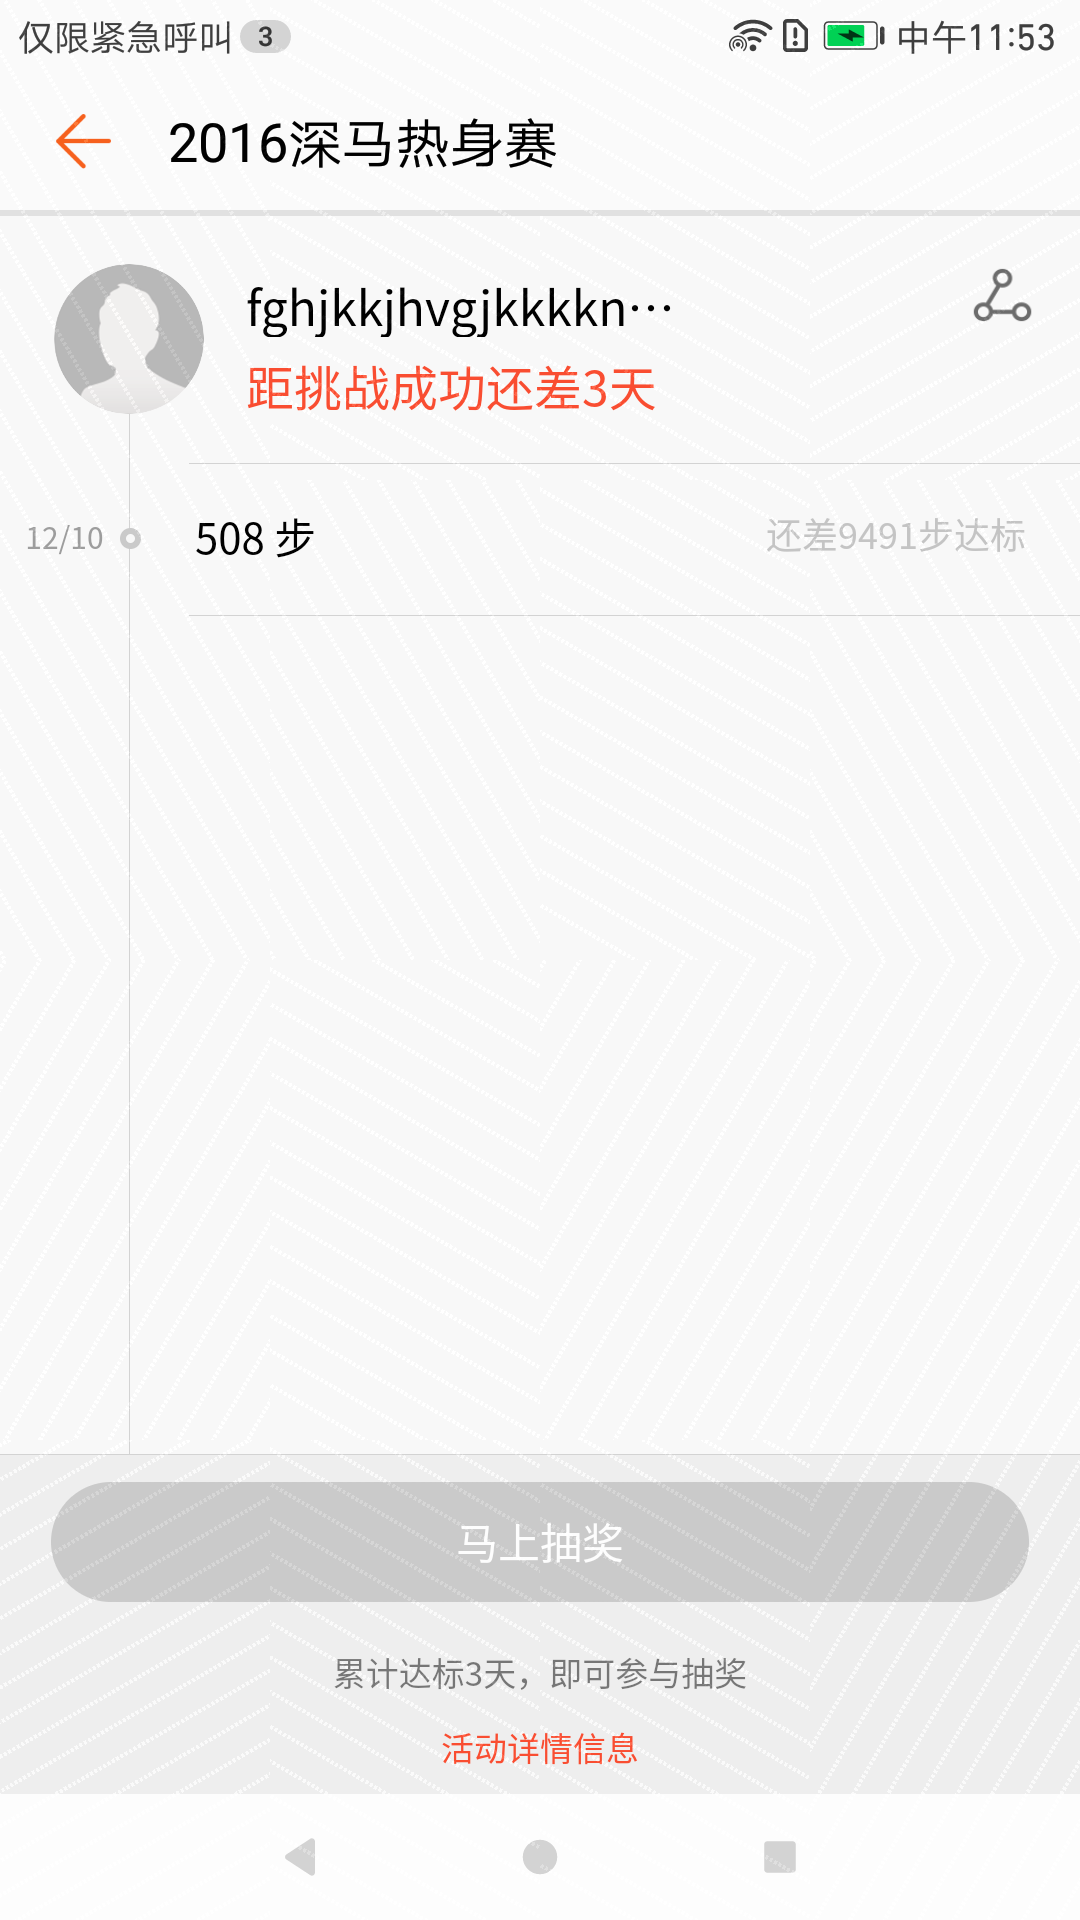 仅限紧急呼叫 3 中午11:53
2016深马热身赛
fghjkkjhvgjkkkkn…
距挑战成功还差3天
12/10 508 步 还差9491步达标
马上抽奖
累计达标3天，即可参与抽奖
活动详情信息